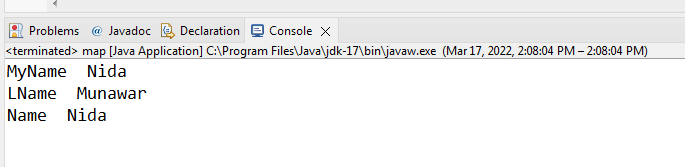 Problems @ Javadoc Declaration Console
<terminated> map [Java Application] C:\Program Files\Java\jdk-17\bin\javaw.exe (Mar 17, 2022, 2:08:04 PM – 2:08:04 PM)
MyName  Nida
LName  Munawar
Name  Nida